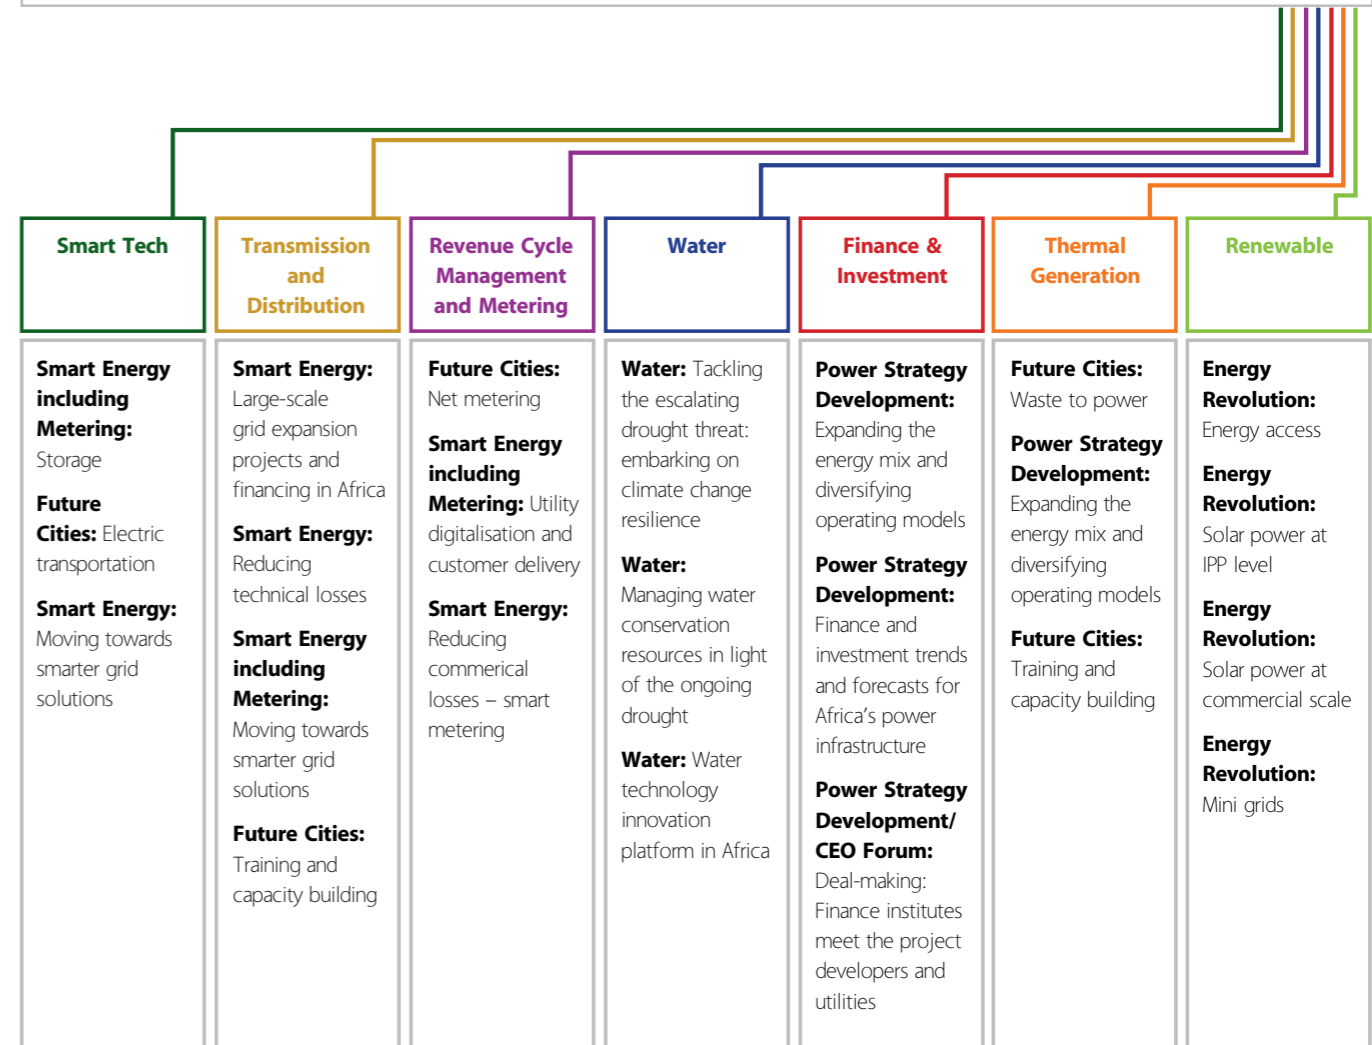 Smart Tech
Transmission
and
Distribution
Revenue Cycle
Management
and Metering
Water
Finance &
Investment
Thermal
Generation
Renewable
Smart Energy
including
Metering:
Storage
Future
Cities: Electric
transportation
Smart Energy:
Moving towards
smarter grid
solutions
Smart Energy:
Large-scale
grid expansion
projects and
financing in Africa
Smart Energy:
Reducing
technical losses
Smart Energy
including
Metering:
Moving towards
smarter grid
solutions
Future Cities:
Training and
capacity building
Future Cities:
Net metering
Smart Energy
including
Metering: Utility
digitalisation and
customer delivery
Smart Energy:
Reducing
commerical
losses – smart
metering
Water: Tackling
the escalating
drought threat:
embarking on
climate change
resilience
Water:
Managing water
conservation
resources in light
of the ongoing
drought
Water: Water
technology
innovation
platform in Africa
Power Strategy
Development:
Expanding the
energy mix and
diversifying
operating models
Power Strategy
Development:
Finance and
investment trends
and forecasts for
Africa’s power
infrastructure
Power Strategy
Development/
CEO Forum:
Deal-making:
Finance institutes
meet the project
developers and
utilities
Future Cities:
Waste to power
Power Strategy
Development:
Expanding the
energy mix and
diversifying
operating models
Future Cities:
Training and
capacity building
Energy
Revolution:
Energy access
Energy
Revolution:
Solar power at
IPP level
Energy
Revolution:
Solar power at
commercial scale
Energy
Revolution:
Mini grids